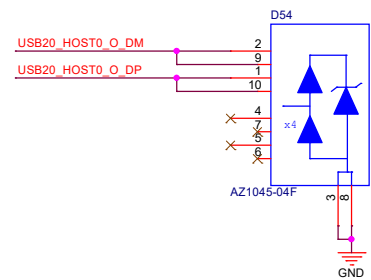 D54
USB20_HOST0_O_DM
2
9
USB20_HOST0_O_DP
1
10
4
7
5
6
x4
AZ1045-04F
3
8
GND